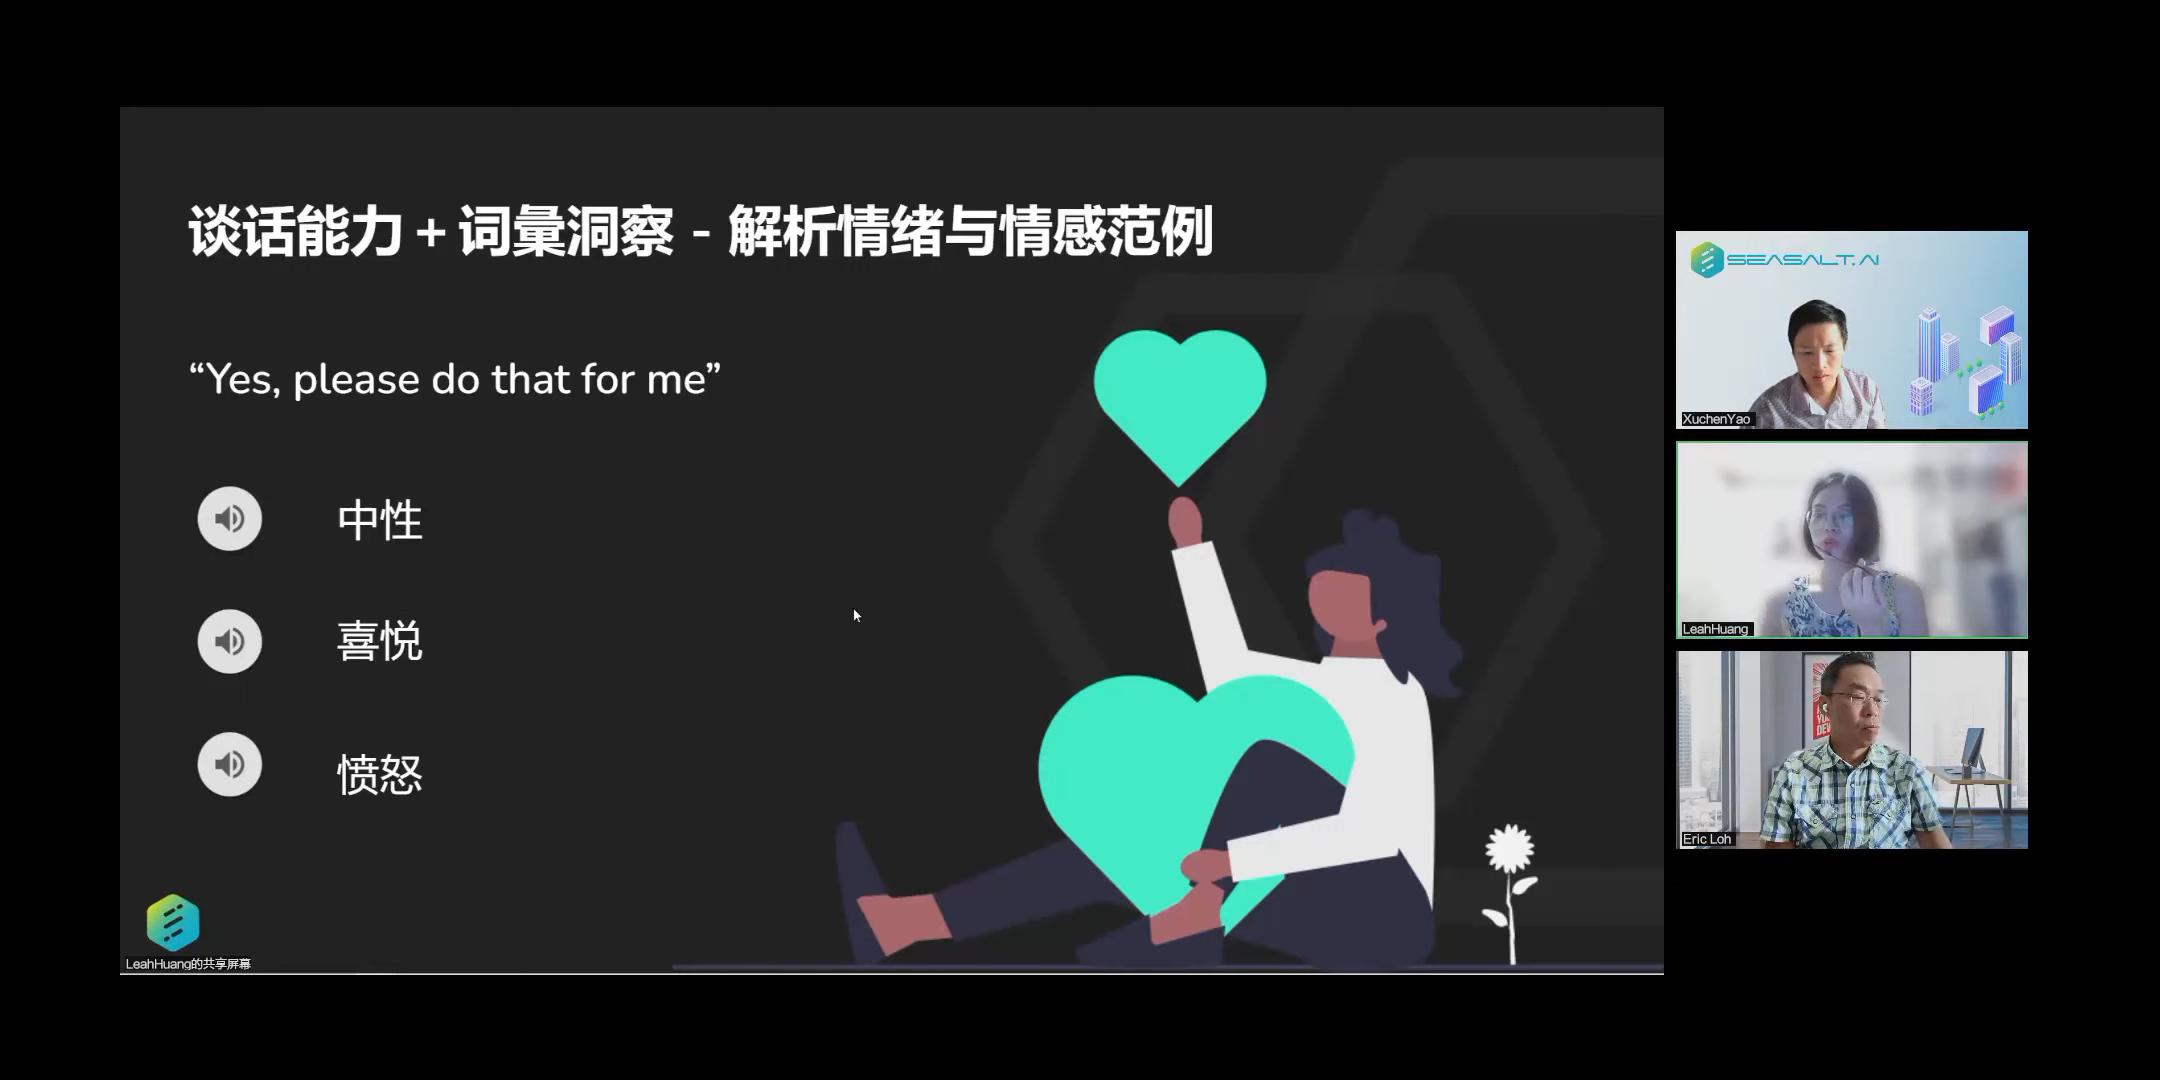 谈话能力＋词彙洞察 - 解析情绪与情感范例
“Yes, please do that for me”
中性
喜悦
愤怒
LeahHuang的共享屏幕
SEASALT.AI
XuchenYao
LeahHuang
Eric Loh